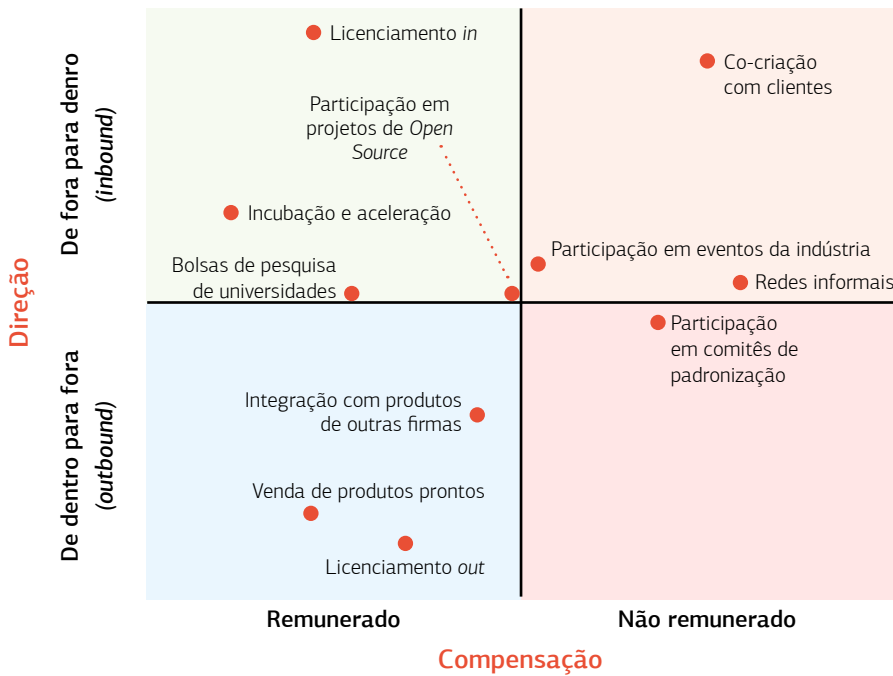 Licenciamento in
Co-criação
com clientes
Participação em
projetos de Open
Source
Incubação e aceleração
Participação em eventos da indústria
Bolsas de pesquisa
de universidades
Redes informais
Participação
em comitês de
padronização
Integração com produtos
de outras firmas
Venda de produtos prontos
Licenciamento out
Direção
De fora para denro
(inbound)
De dentro para fora
(outbound)
Remunerado
Não remunerado
Compensação